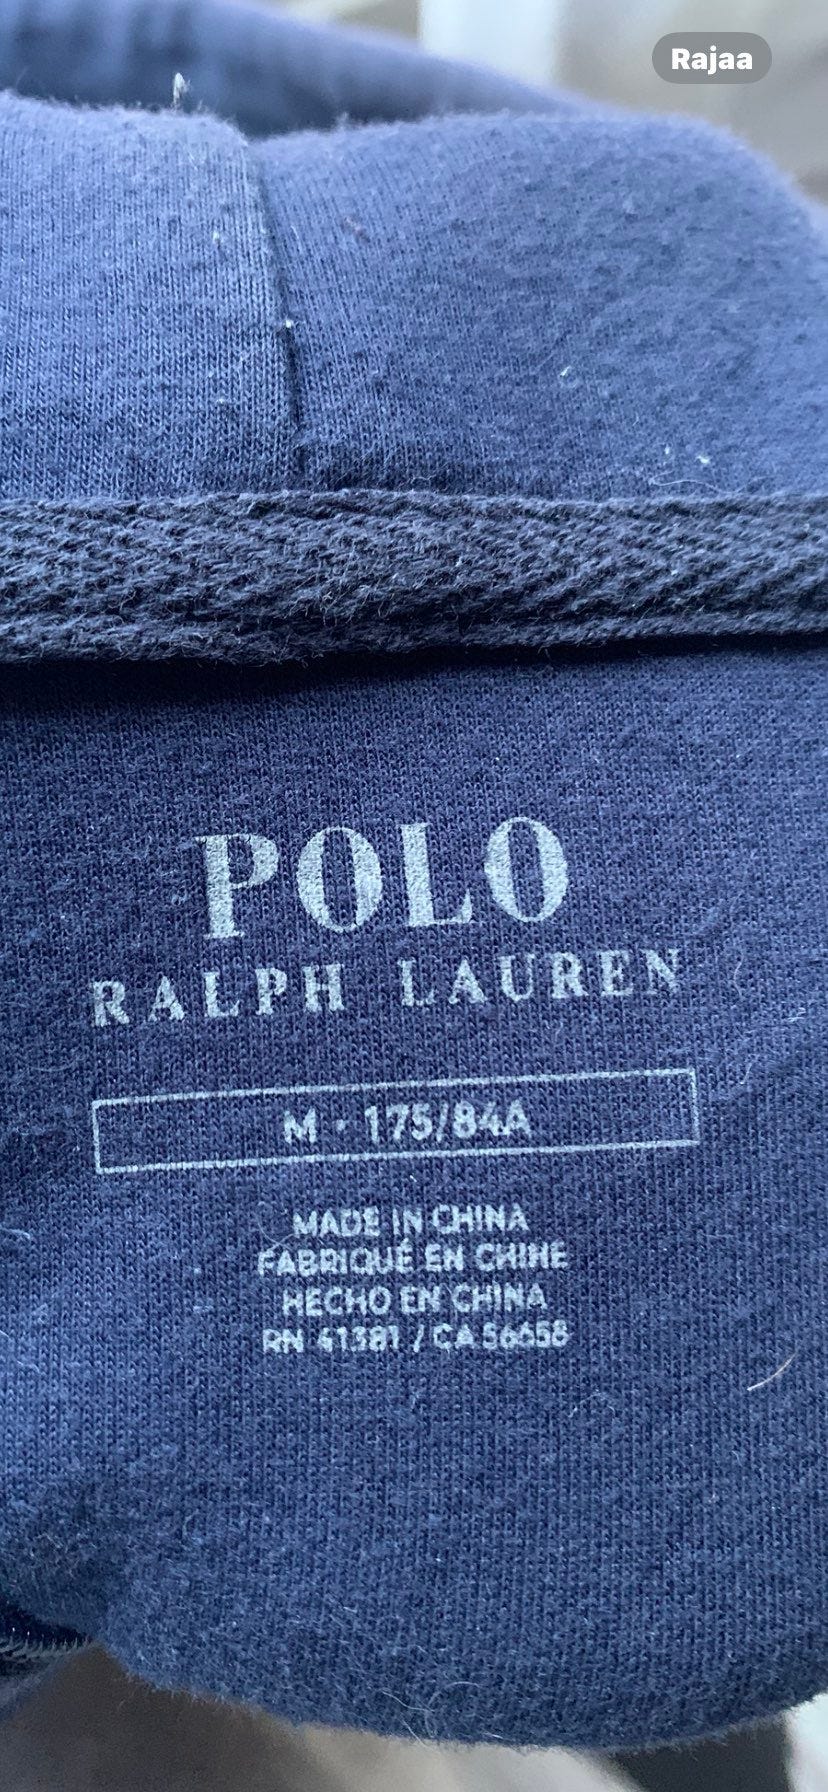 Rajaa
POLO
RALPH LAUREN
M · 175/84A
MADE IN CHINA
FABRIQUÉ EN CHINE
HECHO EN CHINA
RN 41381 / CA 56658